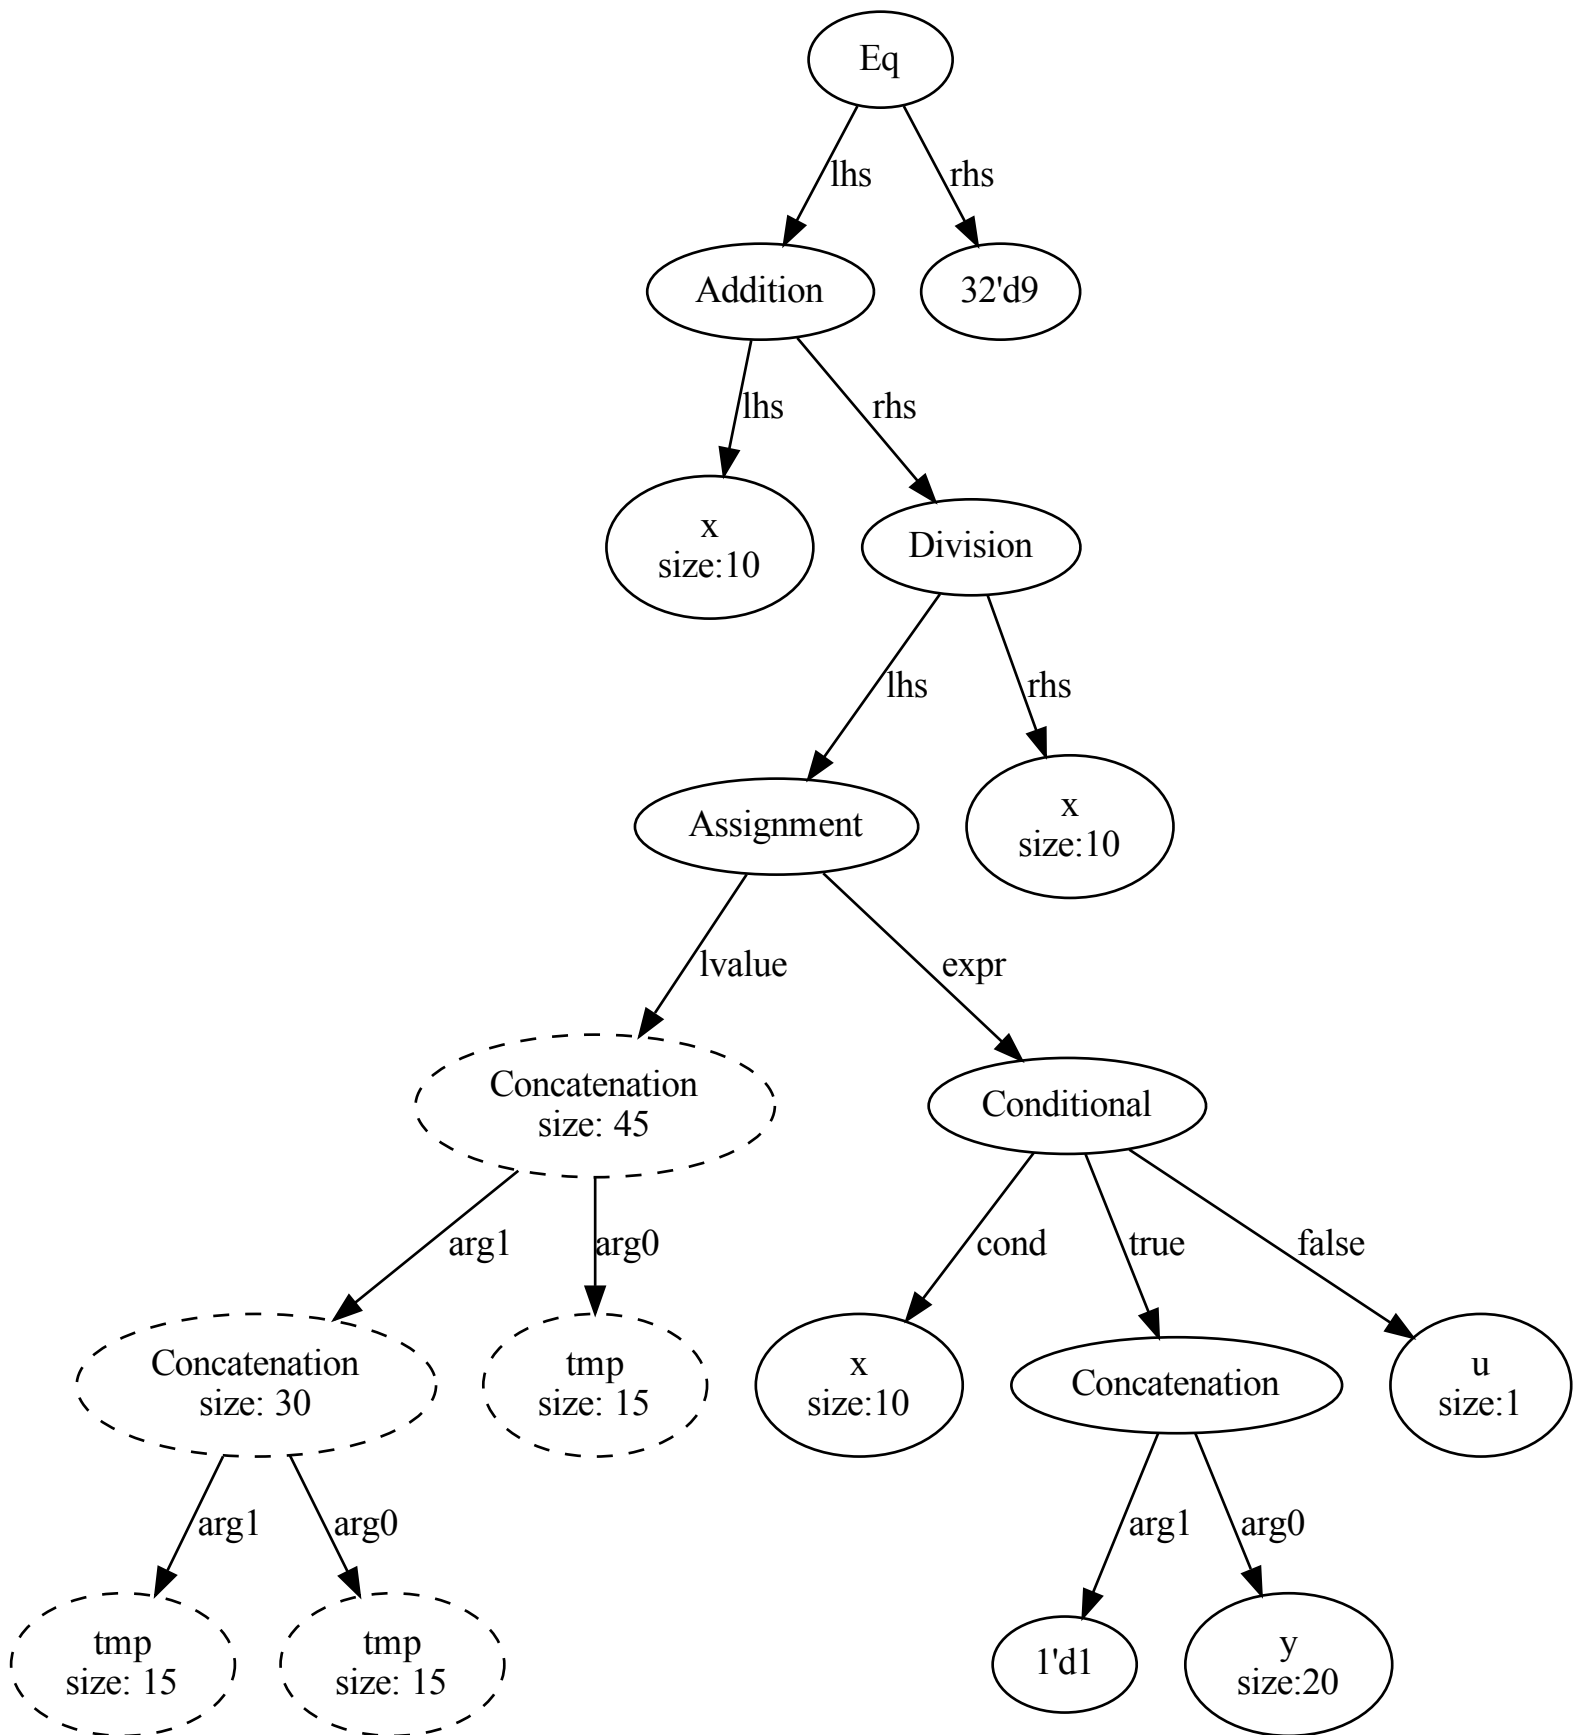 Eq
lhs
rhs
Addition
32'd9
lhs
rhs
x
size:10
Division
lhs
rhs
Assignment
x
size:10
lvalue
expr
Concatenation
size: 45
Conditional
arg1
arg0
cond
true
false
Concatenation
size: 30
tmp
size: 15
x
size:10
Concatenation
u
size:1
arg1
arg0
arg1
arg0
tmp
size: 15
tmp
size: 15
1'd1
y
size:20